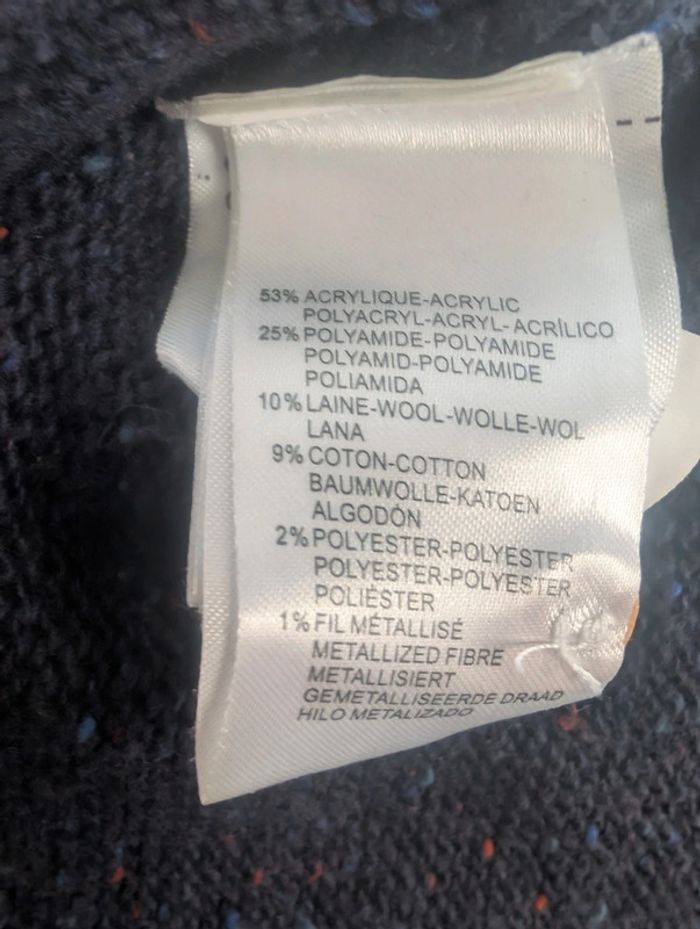 53% ACRYLIQUE-ACRYLIC
POLYACRYL-ACRYL-ACRÍLICO
25% POLYAMIDE-POLYAMIDE
POLYAMID-POLYAMIDE
POLIAMIDA
10% LAINE-WOOL-WOLLE-WOL
LANA
9% COTON-COTTON
BAUMWOLLE-KATOEN
ALGODÓN
2% POLYESTER-POLYESTER
POLYESTER-POLYESTER
POLIÉSTER
1% FIL MÉTALLISÉ
METALLIZED FIBRE
METALLISIERT
GEMETALLISEERDE DRAAD
HILO METALIZADO